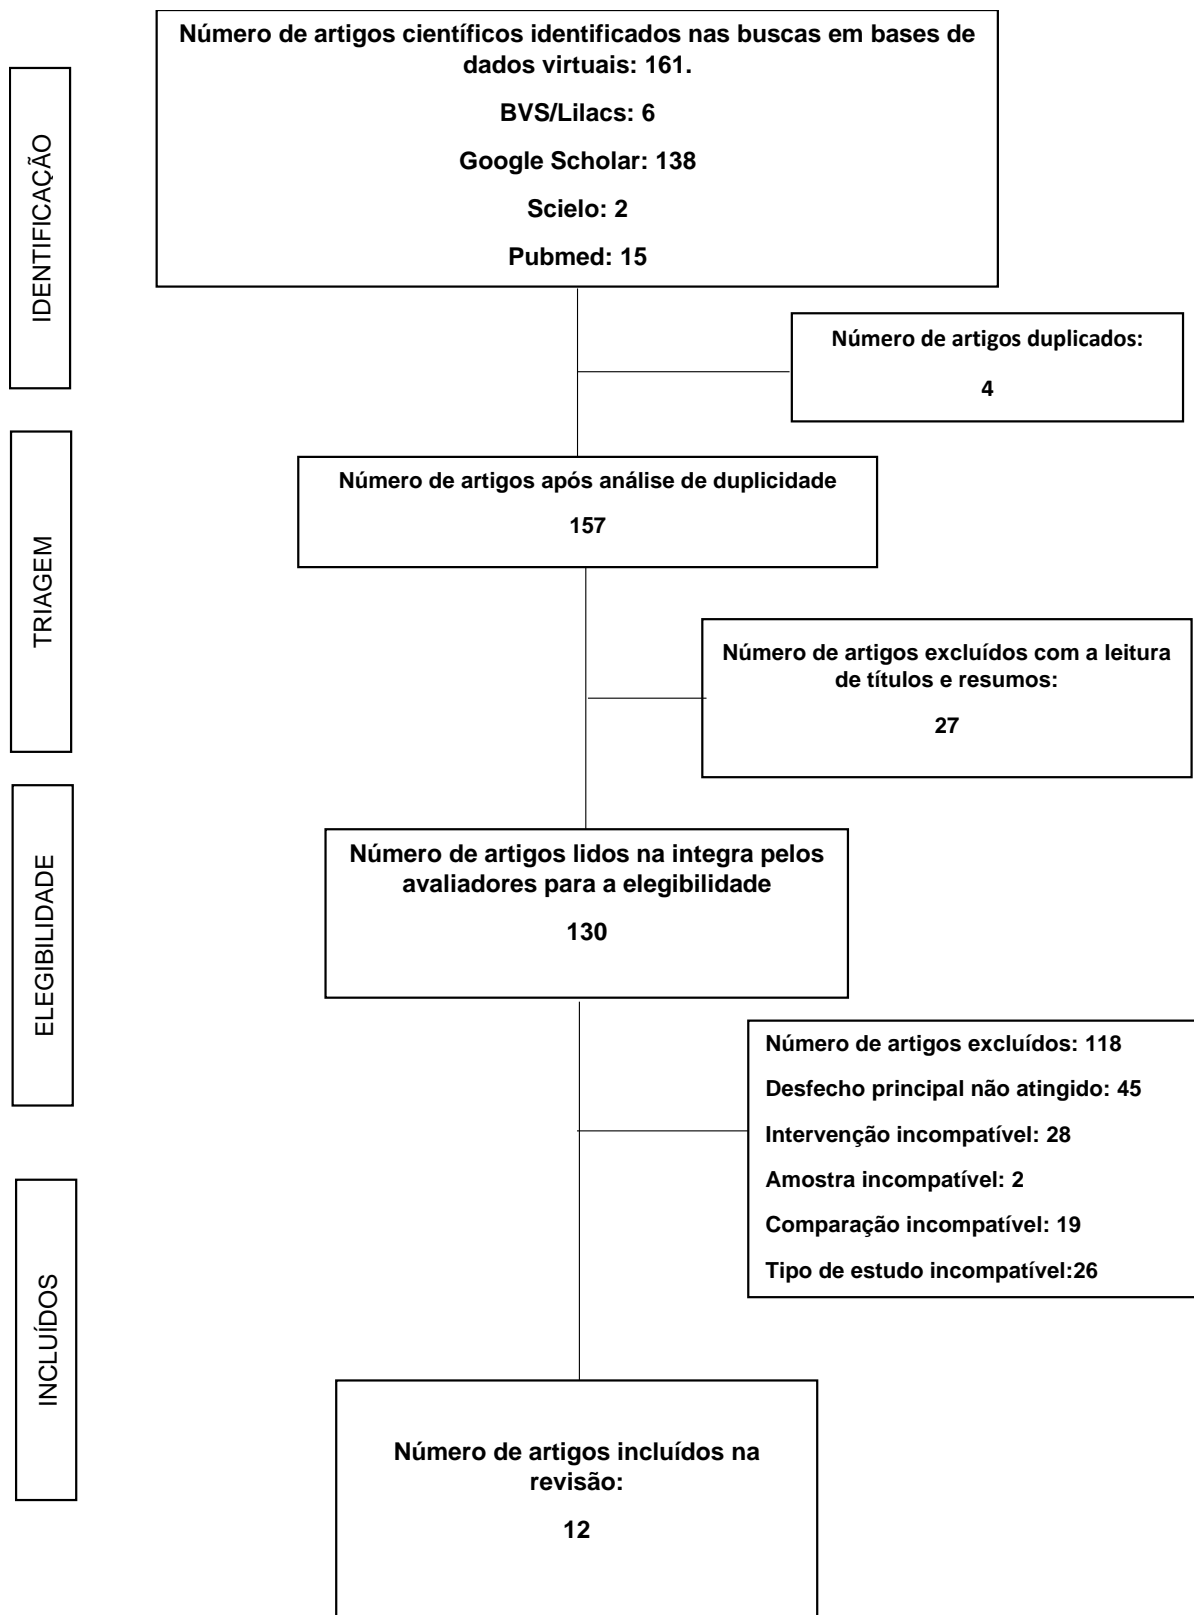 Número de artigos científicos identificados nas buscas em bases de
dados virtuais: 161.
BVS/Lilacs: 6
Google Scholar: 138
Scielo: 2
Pubmed: 15
IDENTIFICAÇÃO
Número de artigos duplicados:
4
TRIAGEM
Número de artigos após análise de duplicidade
157
Número de artigos excluídos com a leitura
de títulos e resumos:
27
ELEGIBILIDADE
Número de artigos lidos na integra pelos
avaliadores para a elegibilidade
130
Número de artigos excluídos: 118
Desfecho principal não atingido: 45
Intervenção incompatível: 28
Amostra incompatível: 2
Comparação incompatível: 19
Tipo de estudo incompatível:26
INCLUÍDOS
Número de artigos incluídos na
revisão:
12